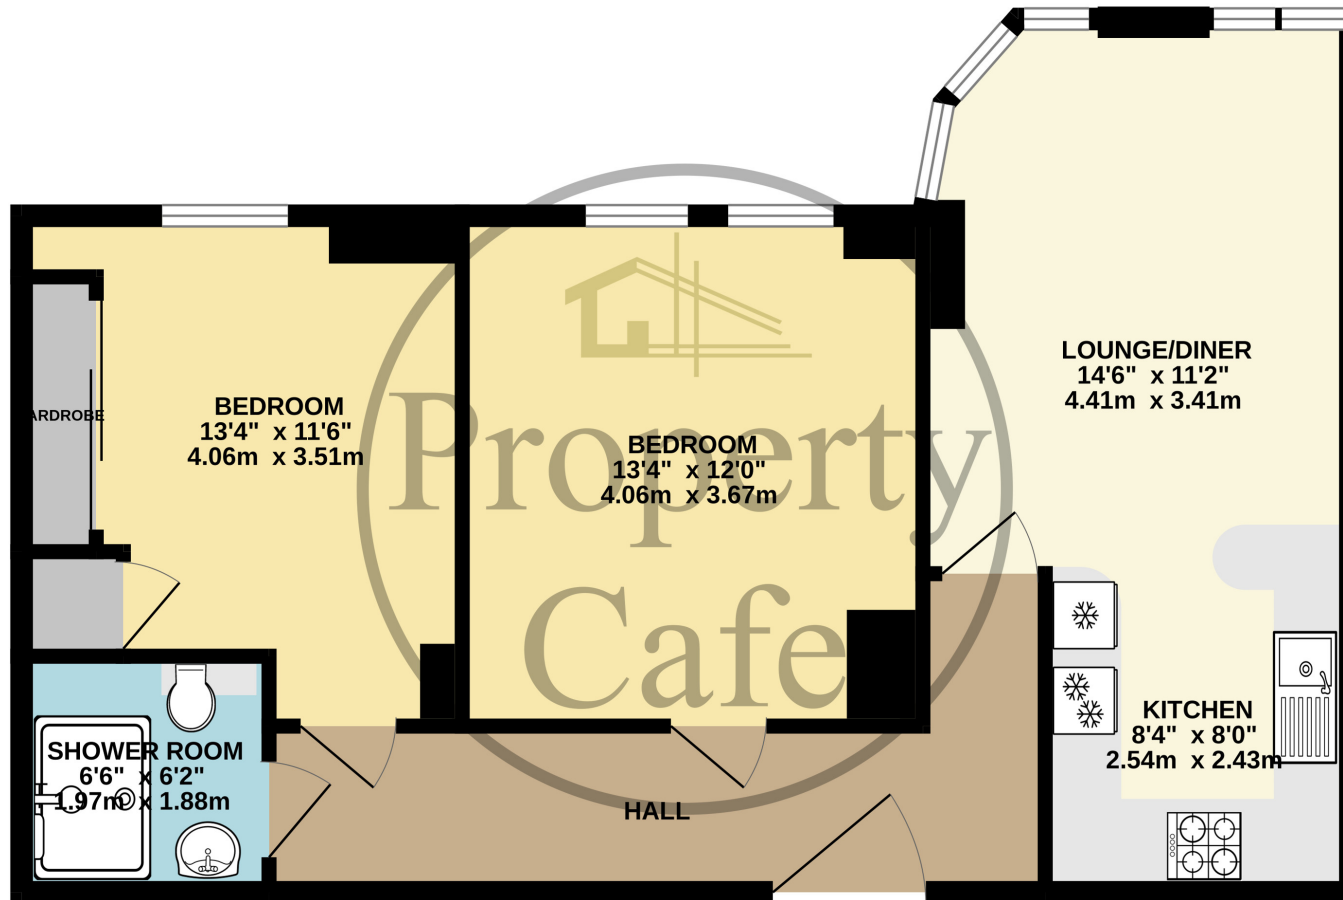 LOUNGE/DINER
14'6" x 11'2"
4.41m x 3.41m
ARDROBE
BEDROOM
13'4" x 11'6"
4.06m x 3.51m
BEDROOM
13'4" x 12'0"
4.06m x 3.67m
Property
Cafe
KITCHEN
8'4" x 8'0"
2.54m x 2.43m
SHOWER ROOM
6'6" x 6'2"
1.97m x 1.88m
HALL